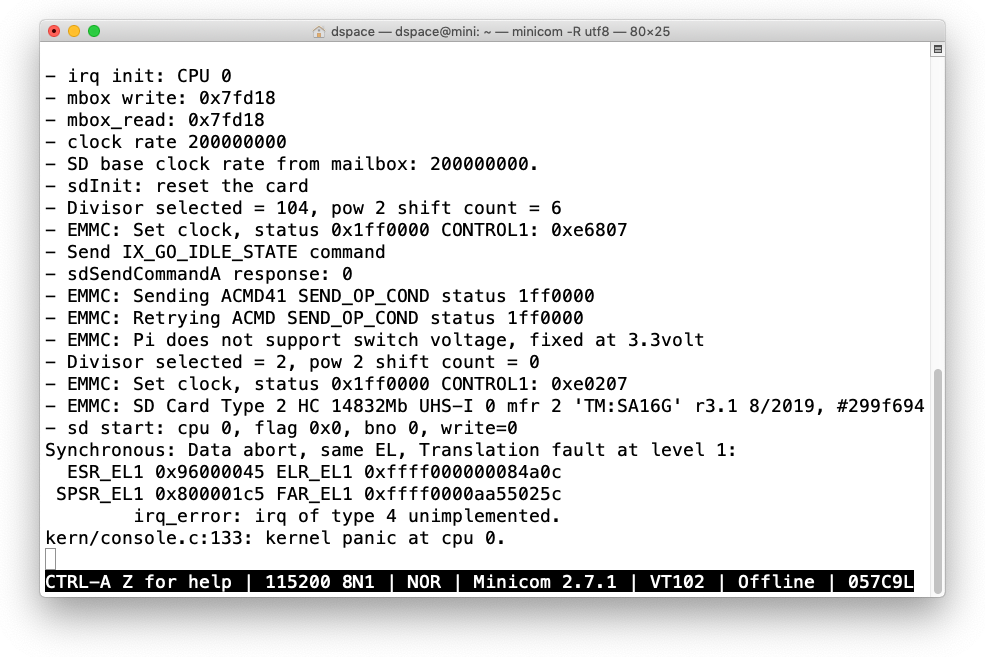 dspace — dspace@mini: ~ — minicom -R utf8 — 80×25
- irq init: CPU 0
- mbox write: 0x7fd18
- mbox_read: 0x7fd18
- clock rate 200000000
- SD base clock rate from mailbox: 200000000.
- sdInit: reset the card
- Divisor selected = 104, pow 2 shift count = 6
- EMMC: Set clock, status 0x1ff0000 CONTROL1: 0xe6807
- Send IX_GO_IDLE_STATE command
- sdSendCommandA response: 0
- EMMC: Sending ACMD41 SEND_OP_COND status 1ff0000
- EMMC: Retrying ACMD SEND_OP_COND status 1ff0000
- EMMC: Pi does not support switch voltage, fixed at 3.3volt
- Divisor selected = 2, pow 2 shift count = 0
- EMMC: Set clock, status 0x1ff0000 CONTROL1: 0xe0207
- EMMC: SD Card Type 2 HC 14832Mb UHS-I 0 mfr 2 'TM:SA16G' r3.1 8/2019, #299f694
- sd start: cpu 0, flag 0x0, bno 0, write=0
Synchronous: Data abort, same EL, Translation fault at level 1:
  ESR_EL1 0x96000045 ELR_EL1 0xffff000000084a0c
 SPSR_EL1 0x800001c5 FAR_EL1 0xffff0000aa55025c
        irq_error: irq of type 4 unimplemented.
kern/console.c:133: kernel panic at cpu 0.
CTRL-A Z for help | 115200 8N1 | NOR | Minicom 2.7.1 | VT102 | Offline | 057C9L